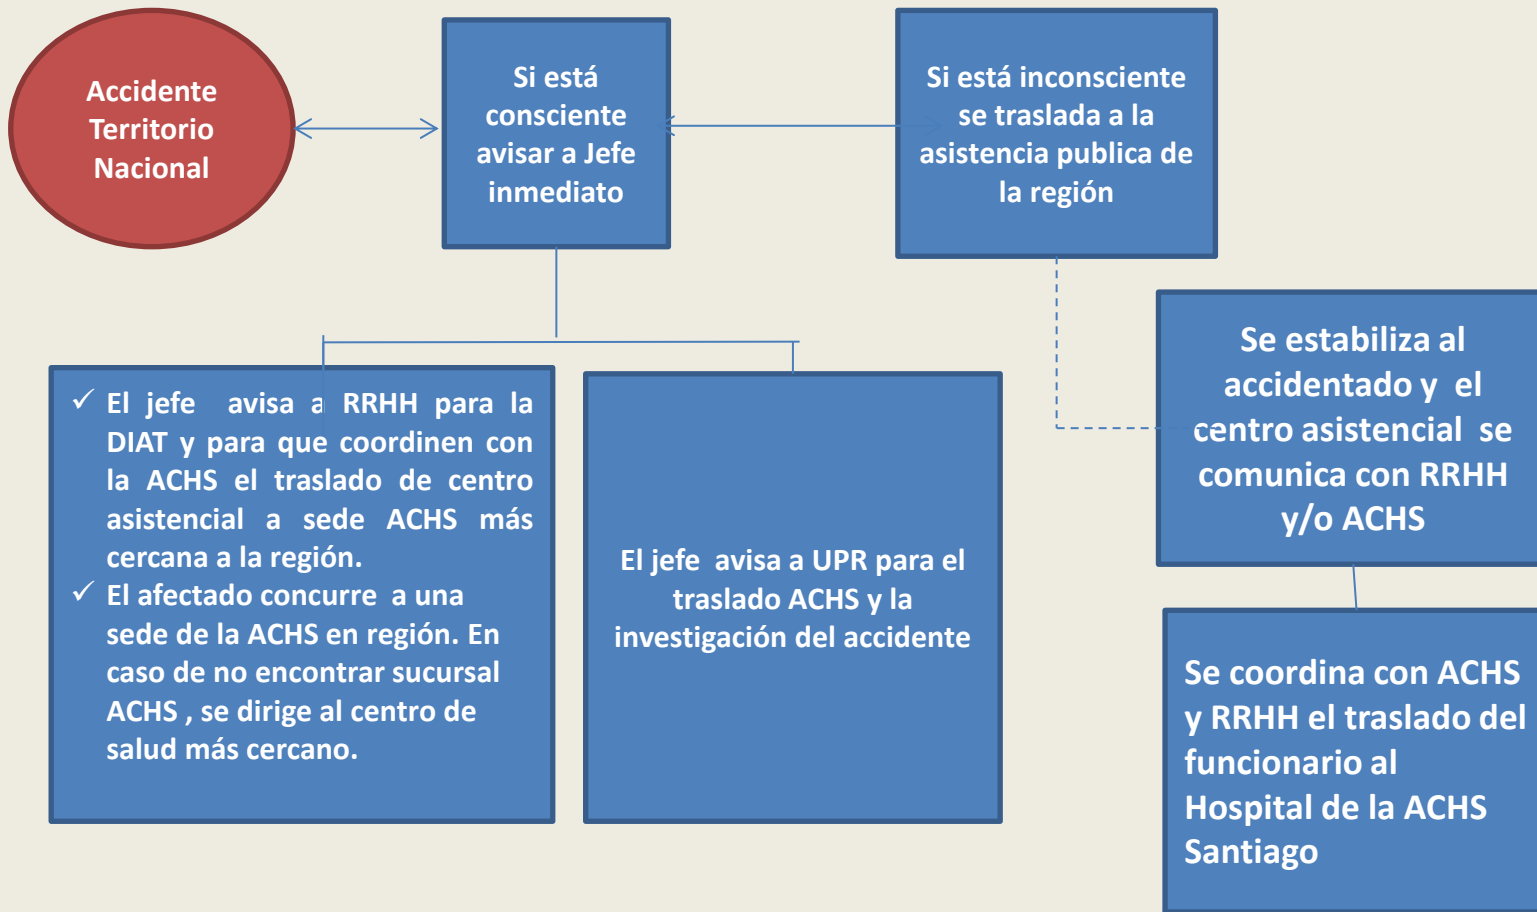 Accidente
Territorio
Nacional
Si está
consciente
avisar a Jefe
inmediato
Si está inconsciente
se traslada a la
asistencia publica de
la región
✓ El jefe avisa a RRHH para la
DIAT y para que coordinen con
la ACHS el traslado de centro
asistencial a sede ACHS más
cercana a la región.
✓ El afectado concurre a una
sede de la ACHS en región. En
caso de no encontrar sucursal
ACHS , se dirige al centro de
salud más cercano.
El jefe avisa a UPR para el
traslado ACHS y la
investigación del accidente
Se estabiliza al
accidentado y el
centro asistencial se
comunica con RRHH
y/o ACHS
Se coordina con ACHS
y RRHH el traslado del
funcionario al
Hospital de la ACHS
Santiago